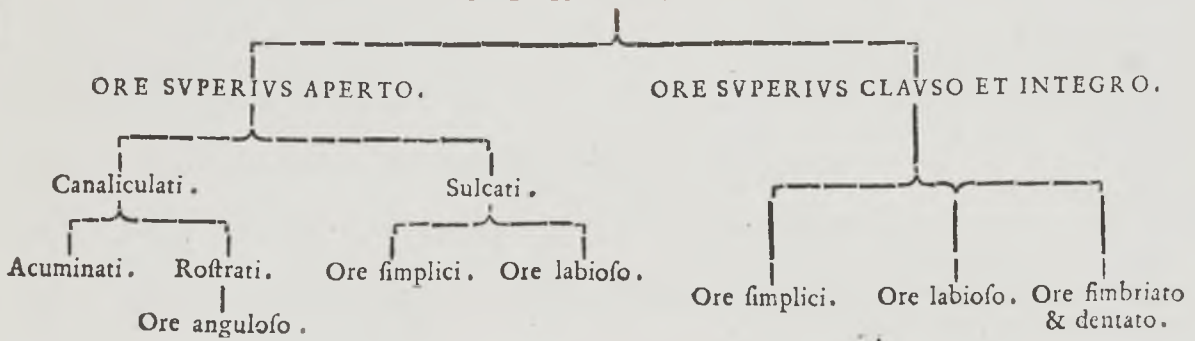 ORE SVPERIVS APERTO.
ORE SVPERIVS CLAVSO ET INTEGRO.
Canaliculati.
Sulcati.
Acuminati.
Roſtrati.
Ore ſimplici.
Ore labioſo.
Ore anguloſo.
Ore ſimplici.
Ore labioſo.
Ore fimbriato
& dentato.